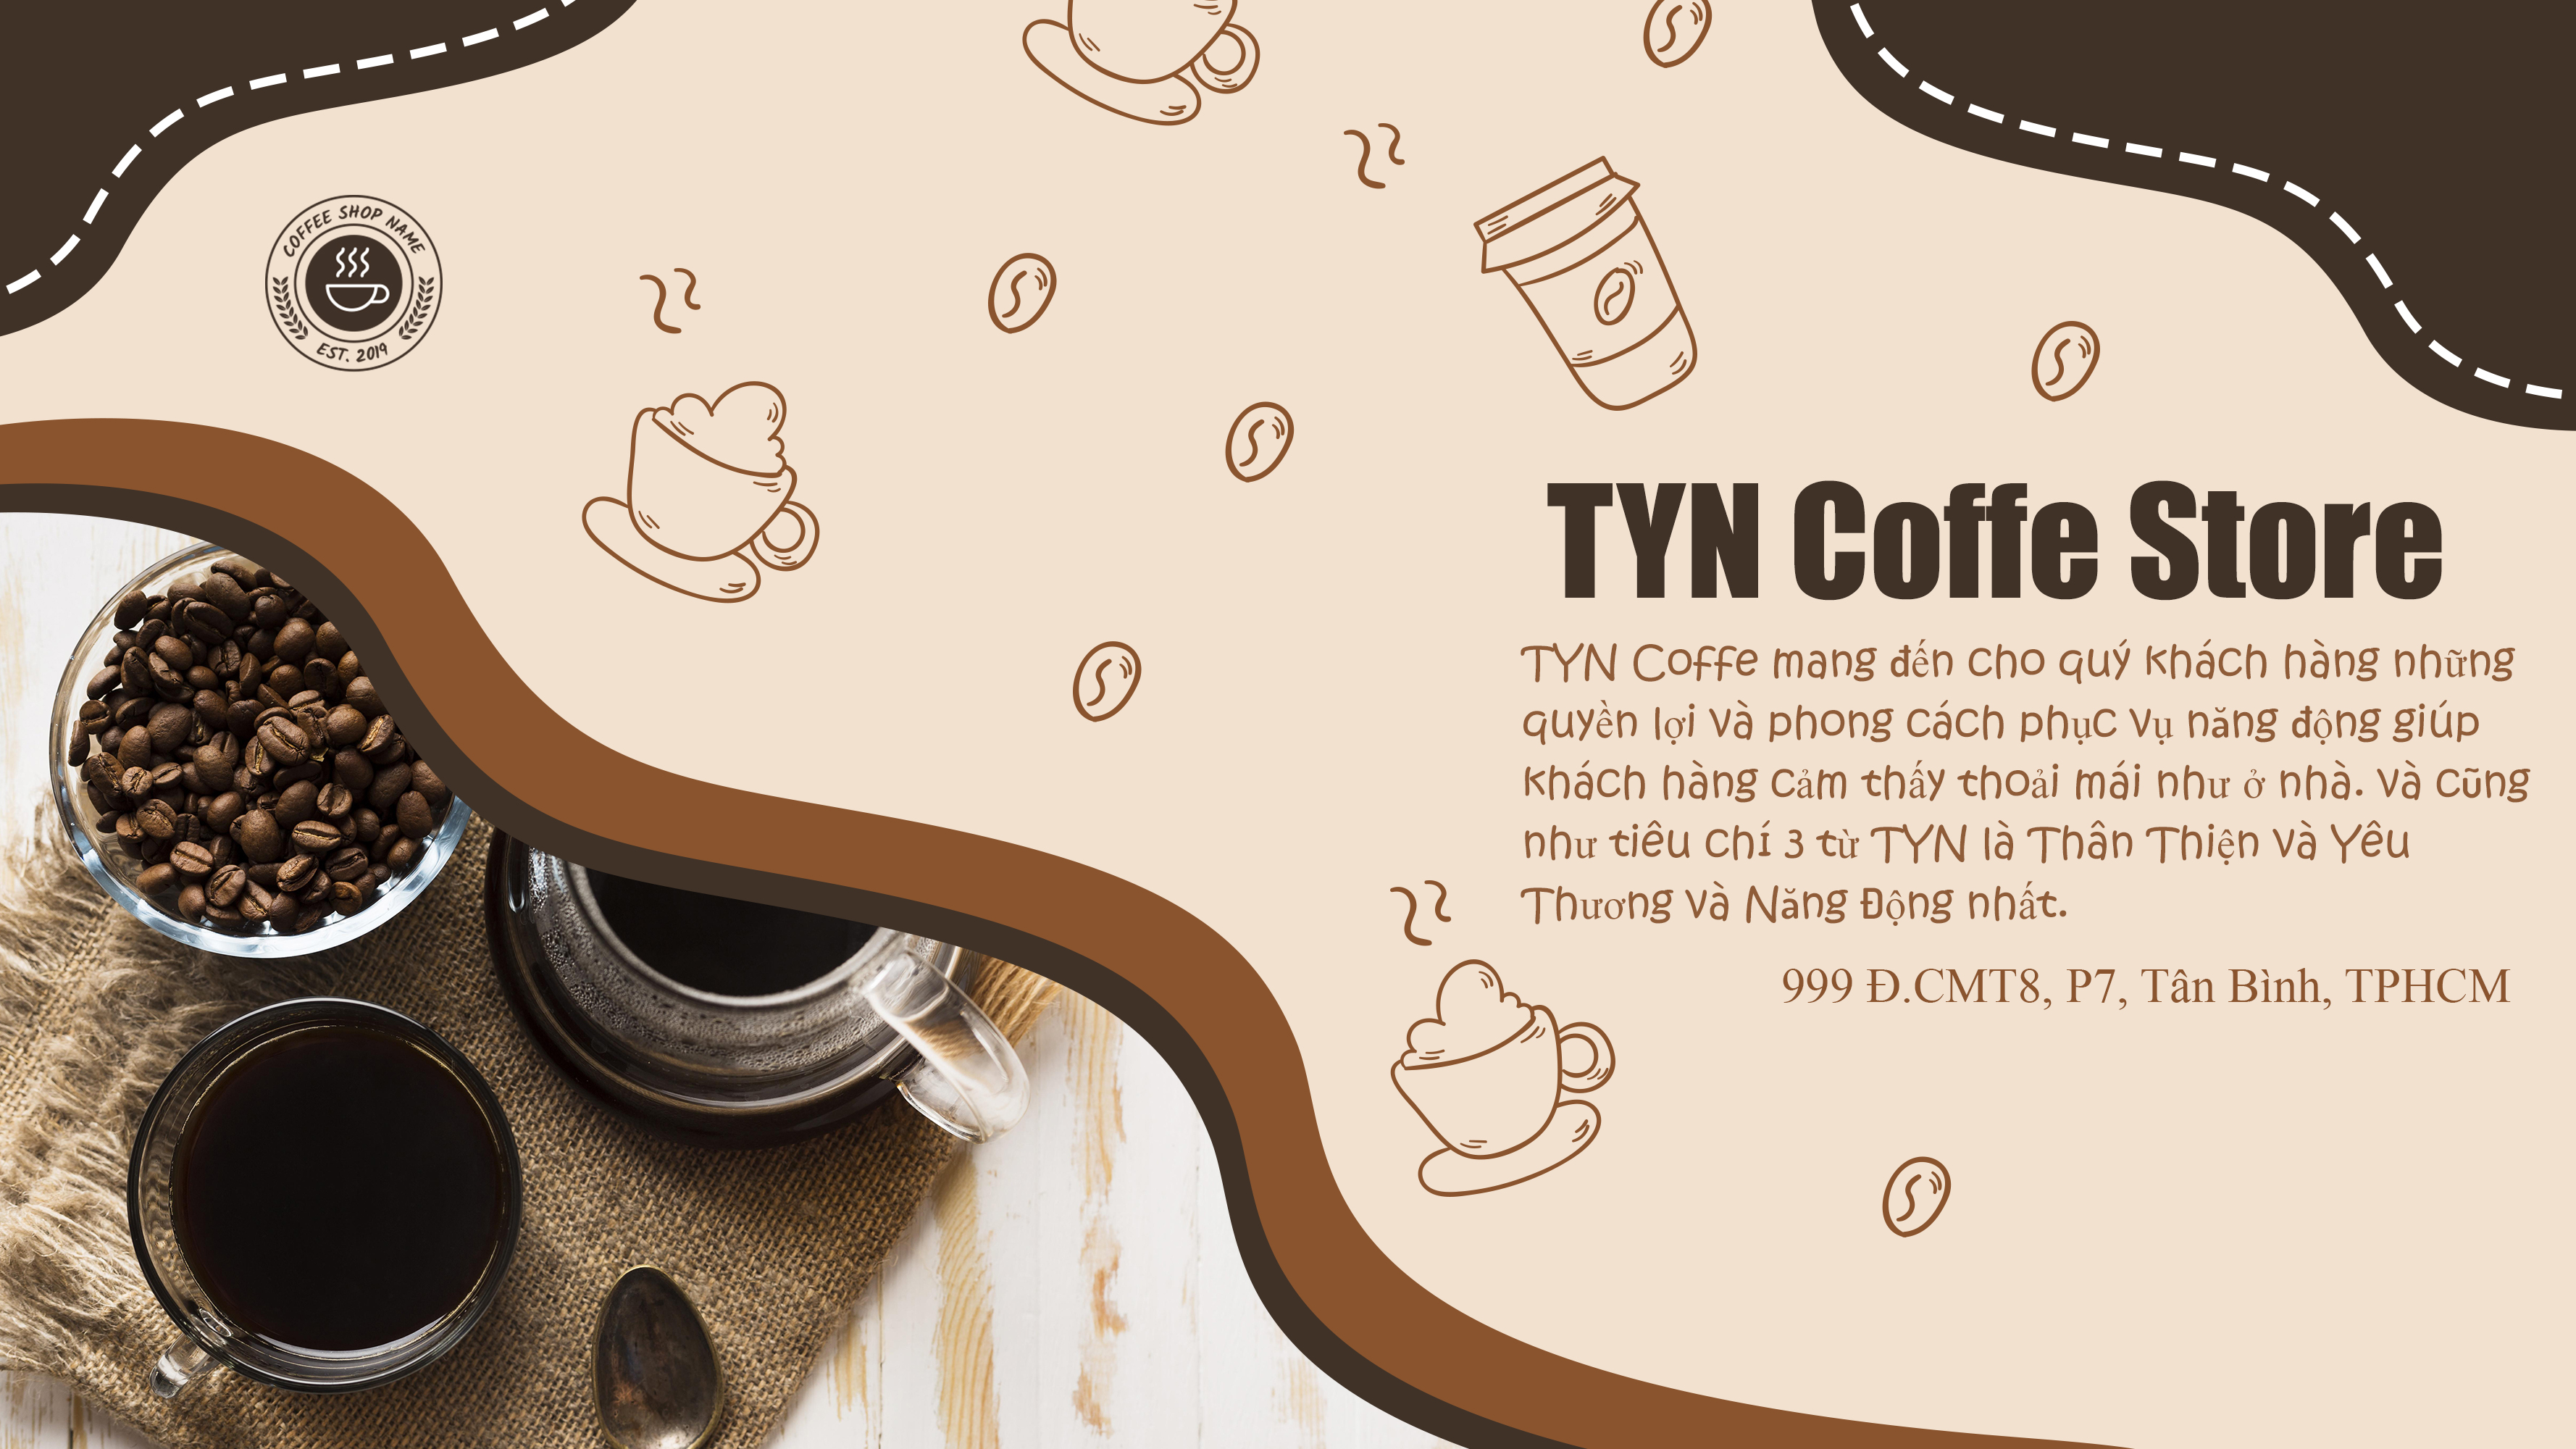 COFFEE SHOP NAME
EST. 2019
TYN Coffe Store
TYN Coffe mang đến cho quý khách hàng những
quyền lợi và phong cách phục vụ năng động giúp
khách hàng cảm thấy thoải mái như ở nhà. và cũng
như tiêu chí 3 từ TYN là Thân Thiện và Yêu
Thương và Năng Động nhất.
999 Đ.CMT8, P7, Tân Bình, TPHCM